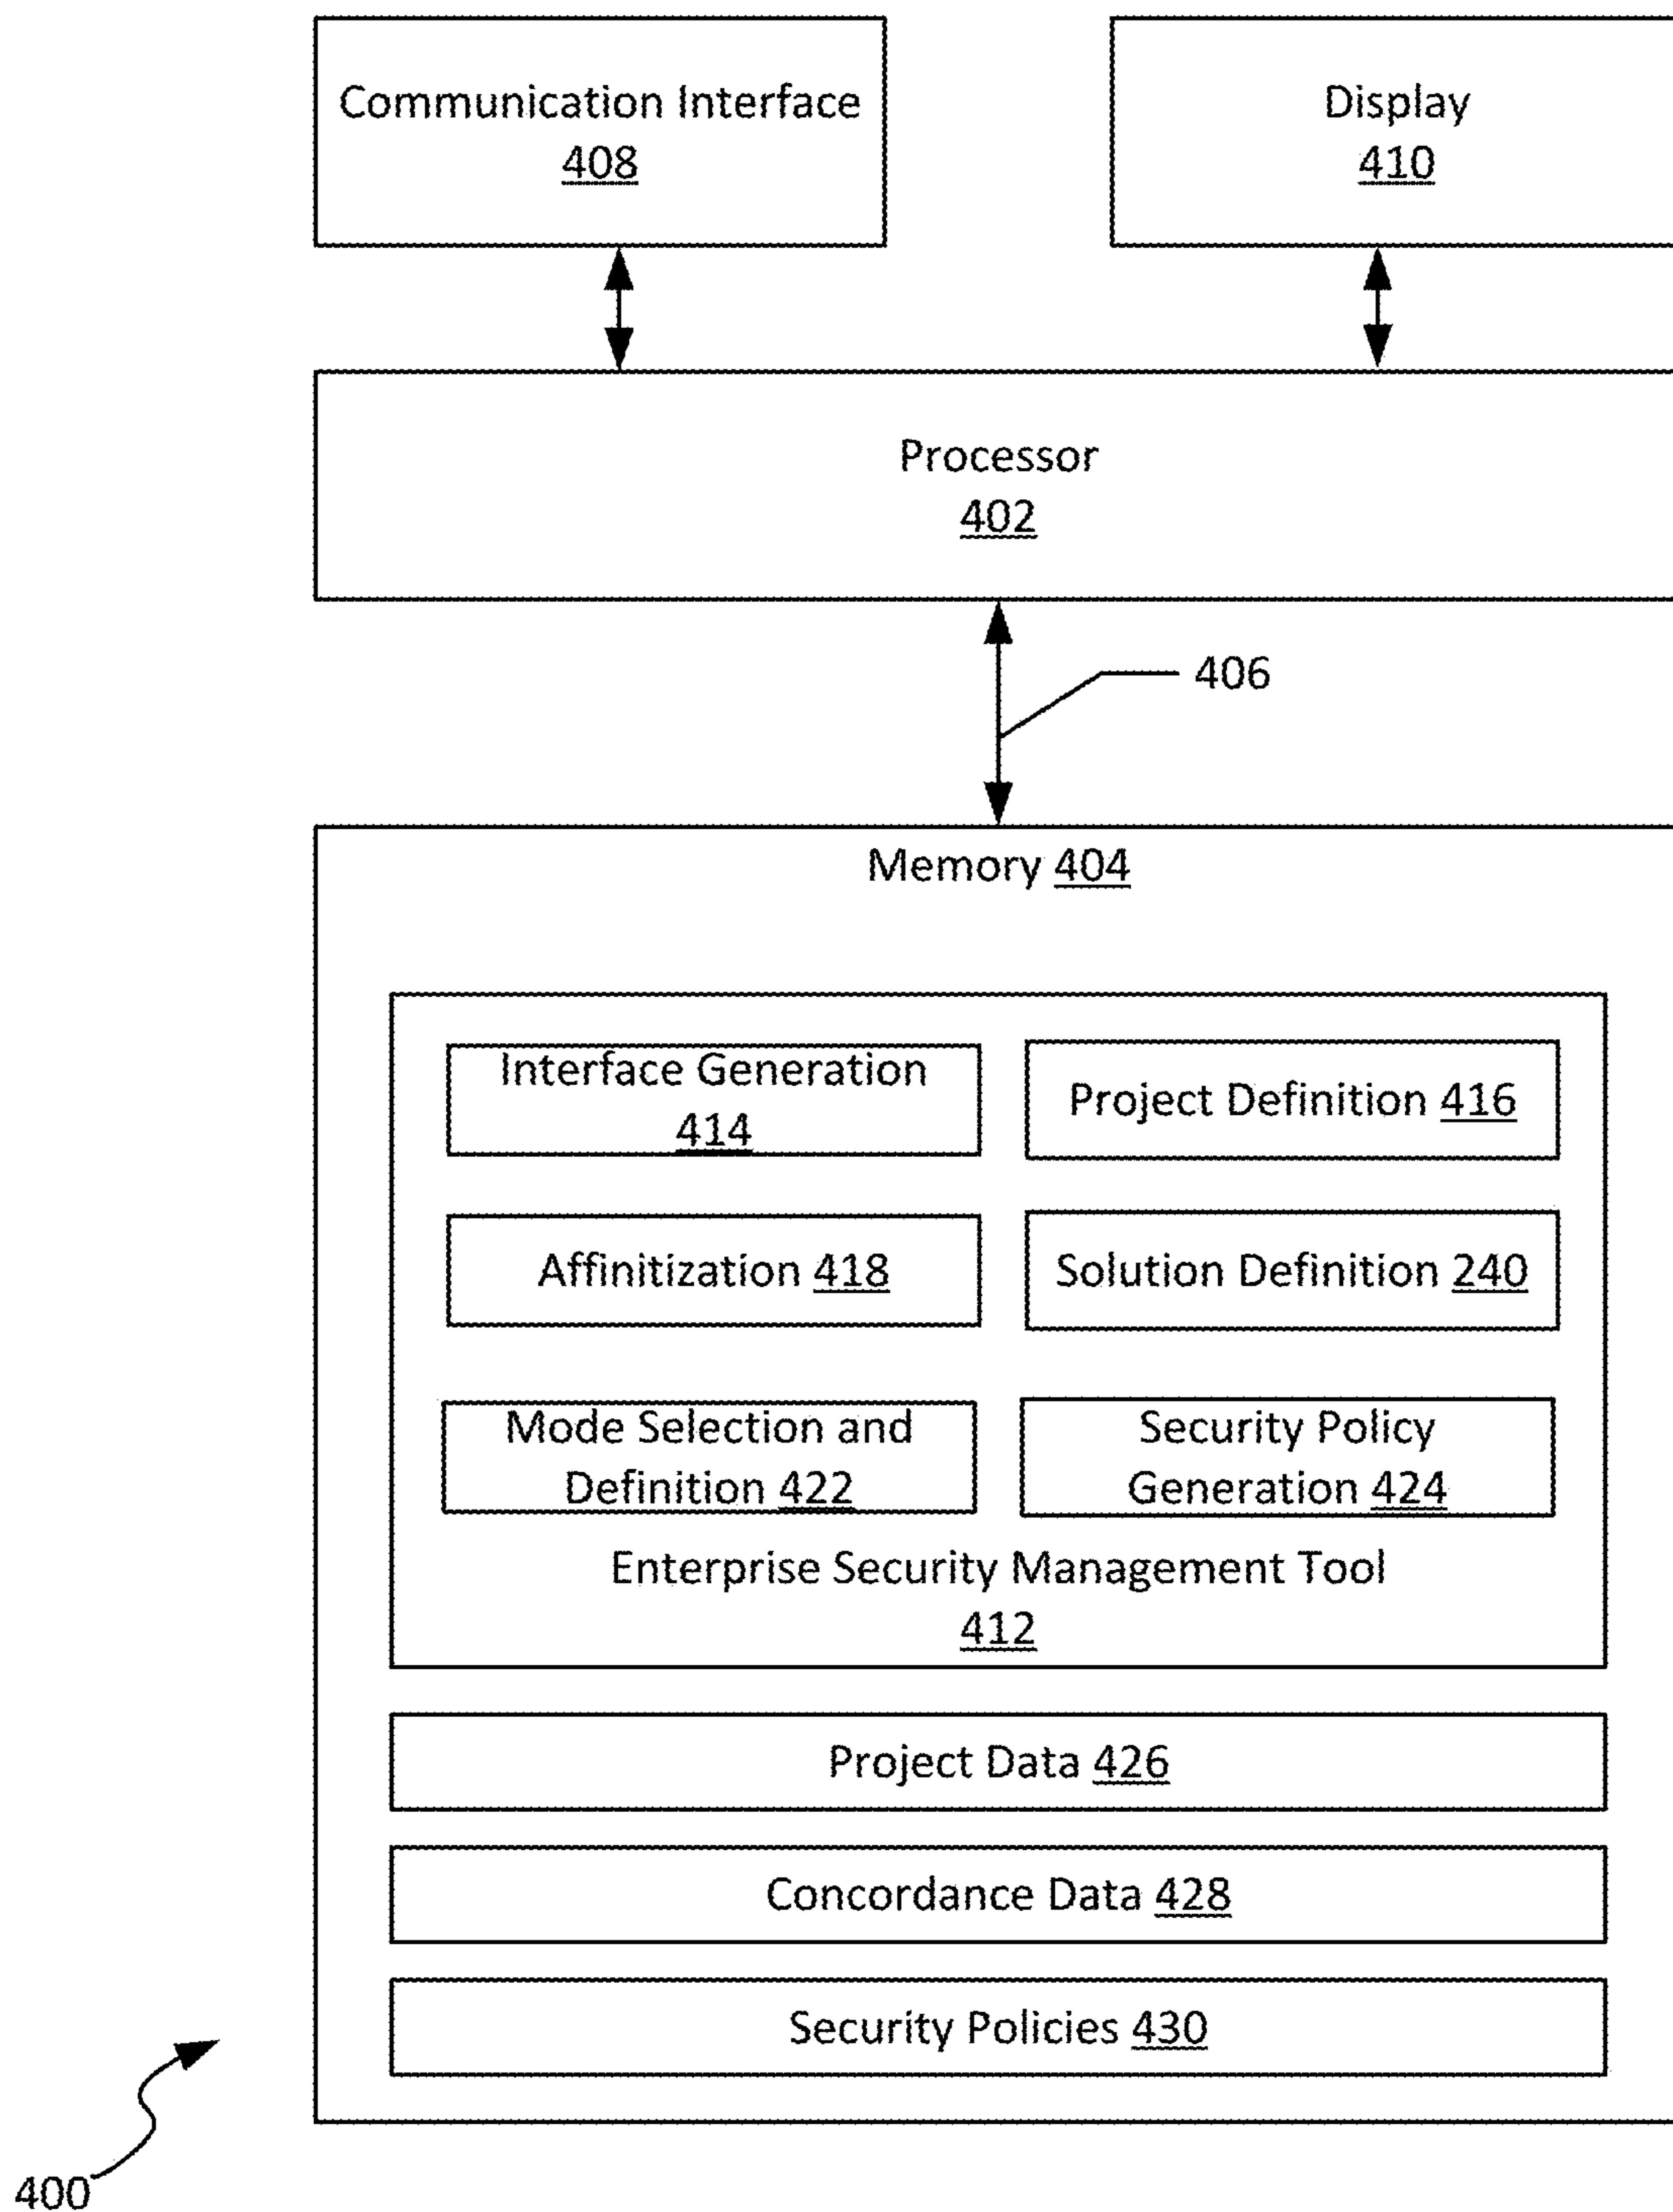 Communication Interface
408
Display
410
Processor
402
406
Memory 404
Interface Generation
414
Project Definition 416
Affinitization 418
Solution Definition 240
Mode Selection and
Definition 422
Security Policy
Generation 424
Enterprise Security Management Tool
412
Project Data 426
Concordance Data 428
Security Policies 430
400